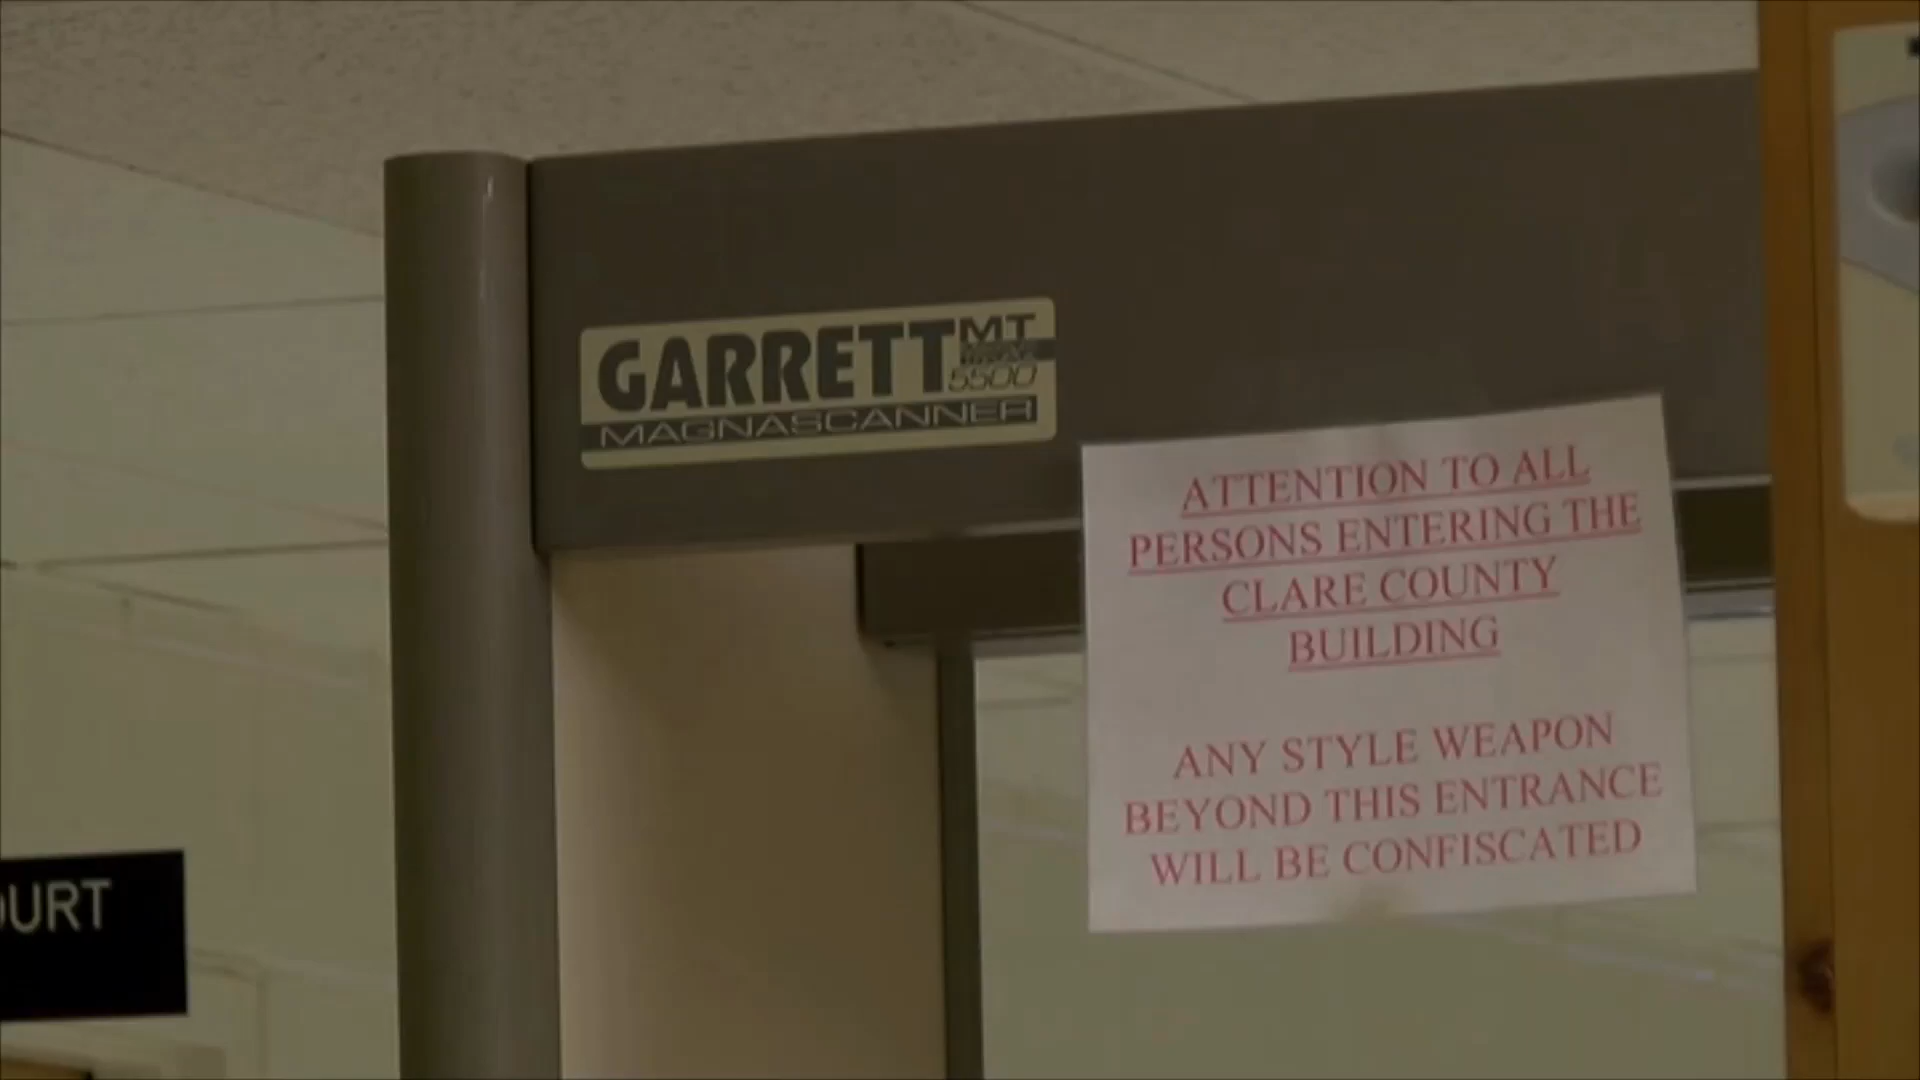 GARRETT MT
5500
MAGNASCANNER
ATTENTION TO ALL
PERSONS ENTERING THE
CLARE COUNTY
BUILDING
ANY STYLE WEAPON
BEYOND THIS ENTRANCE
WILL BE CONFISCATED